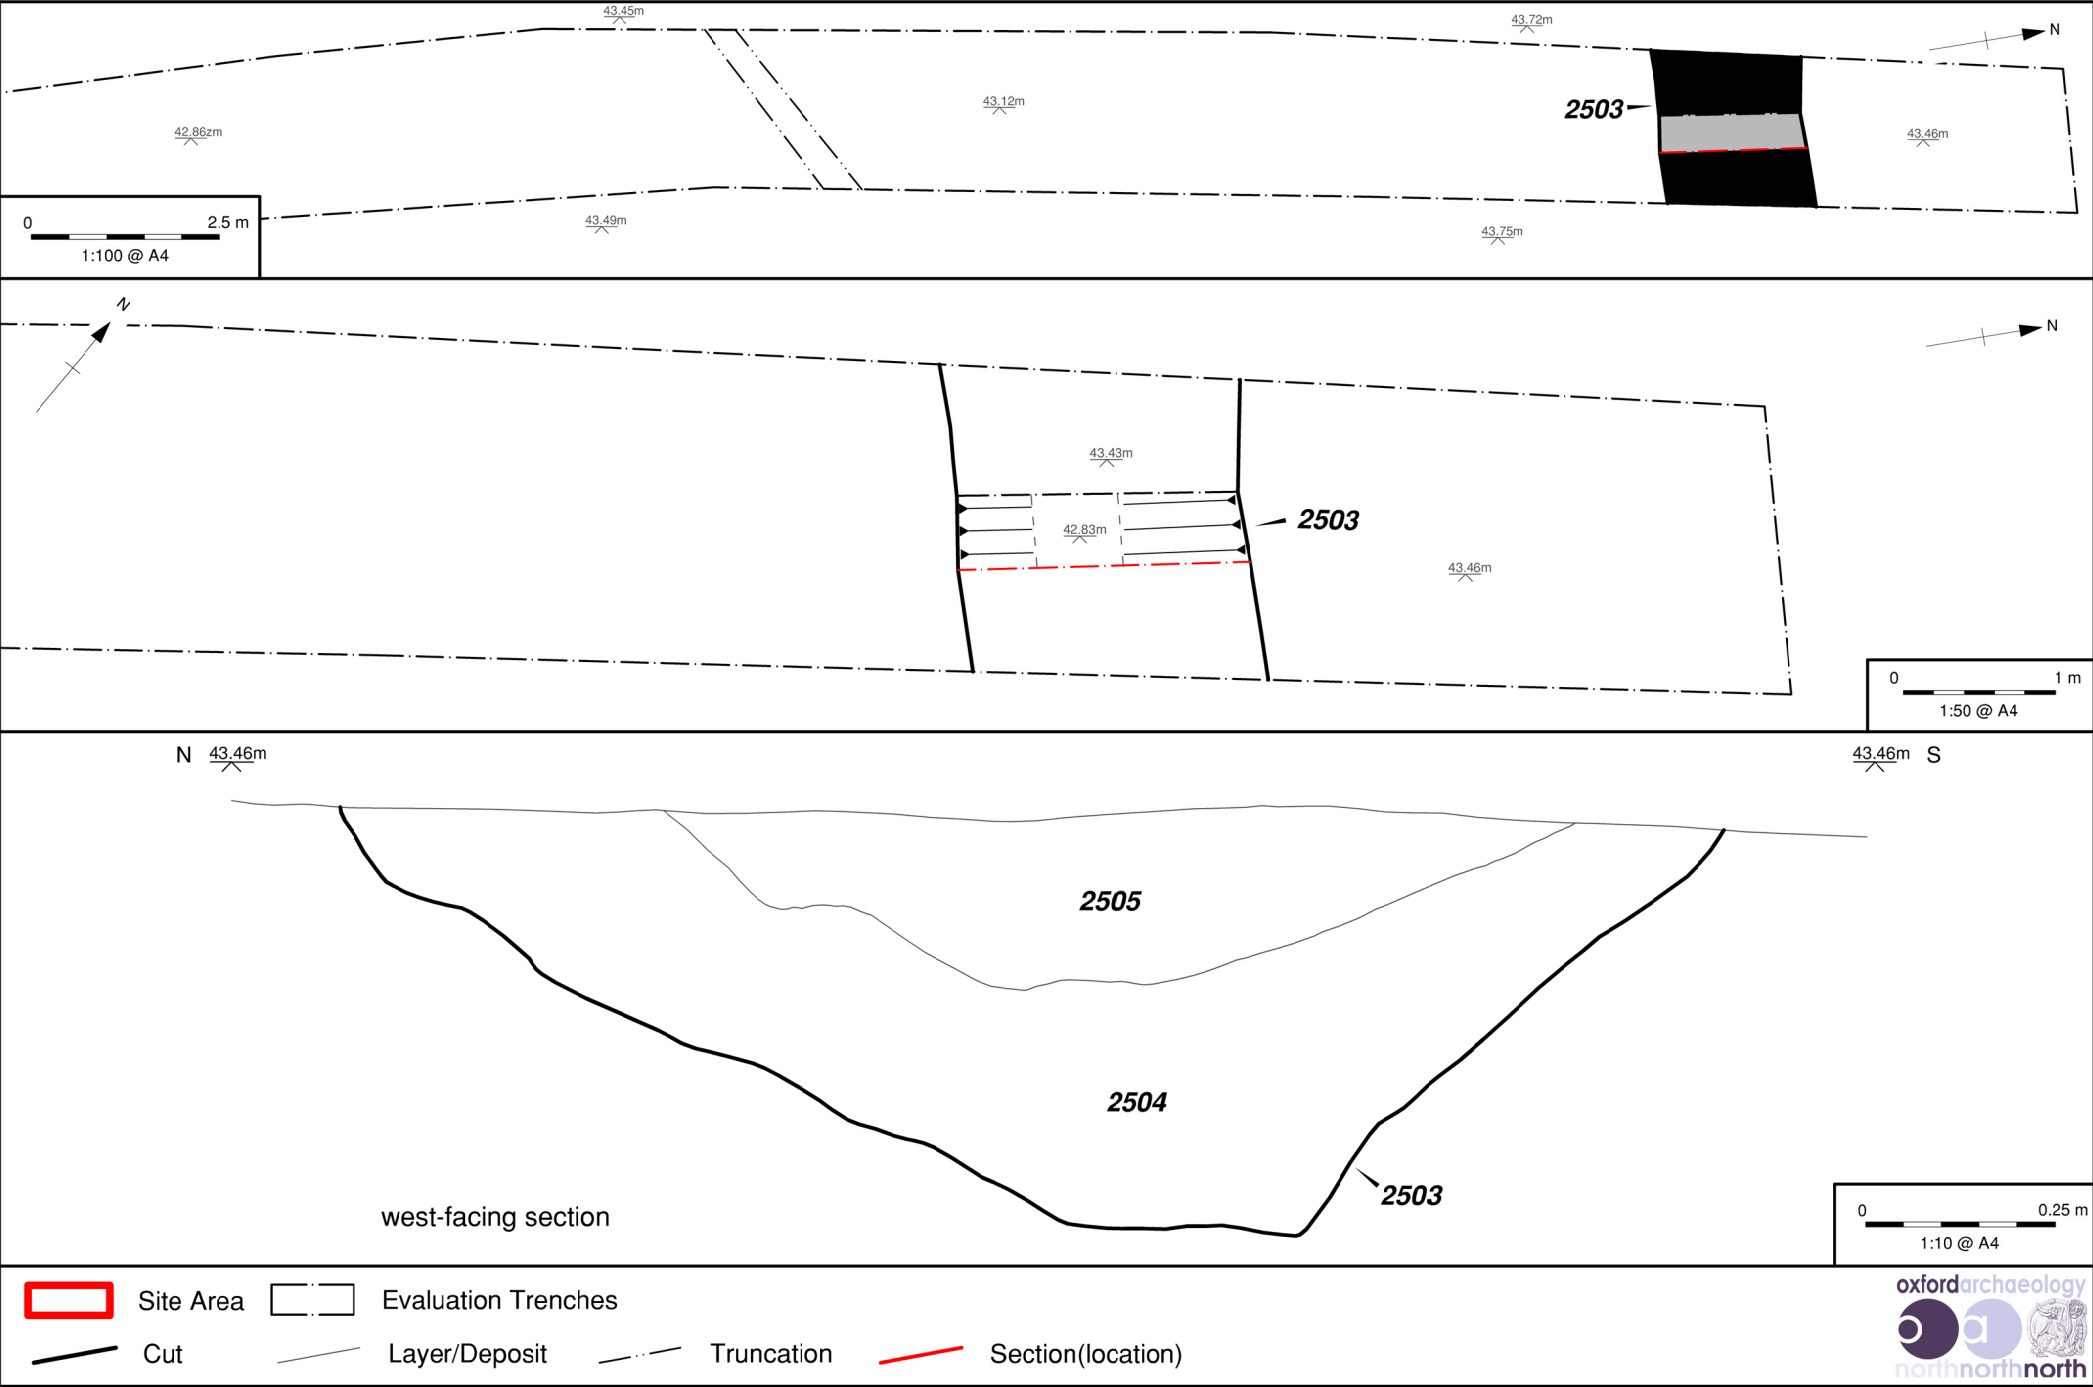 43.45m
43.72m
N
43.12m
2503
42.86zm
43.46m
0 2.5 m
1:100 @ A4
43.49m
43.75m
N
N
43.43m
2503
42.83m
43.46m
0 1 m
1:50 @ A4
N 43.46m
43.46m S
2505
2504
2503
west-facing section
0 0.25 m
1:10 @ A4
Site Area
Evaluation Trenches
Cut
Layer/Deposit
Truncation
Section(location)
oxfordarchaeology
oa
northnorthnorth